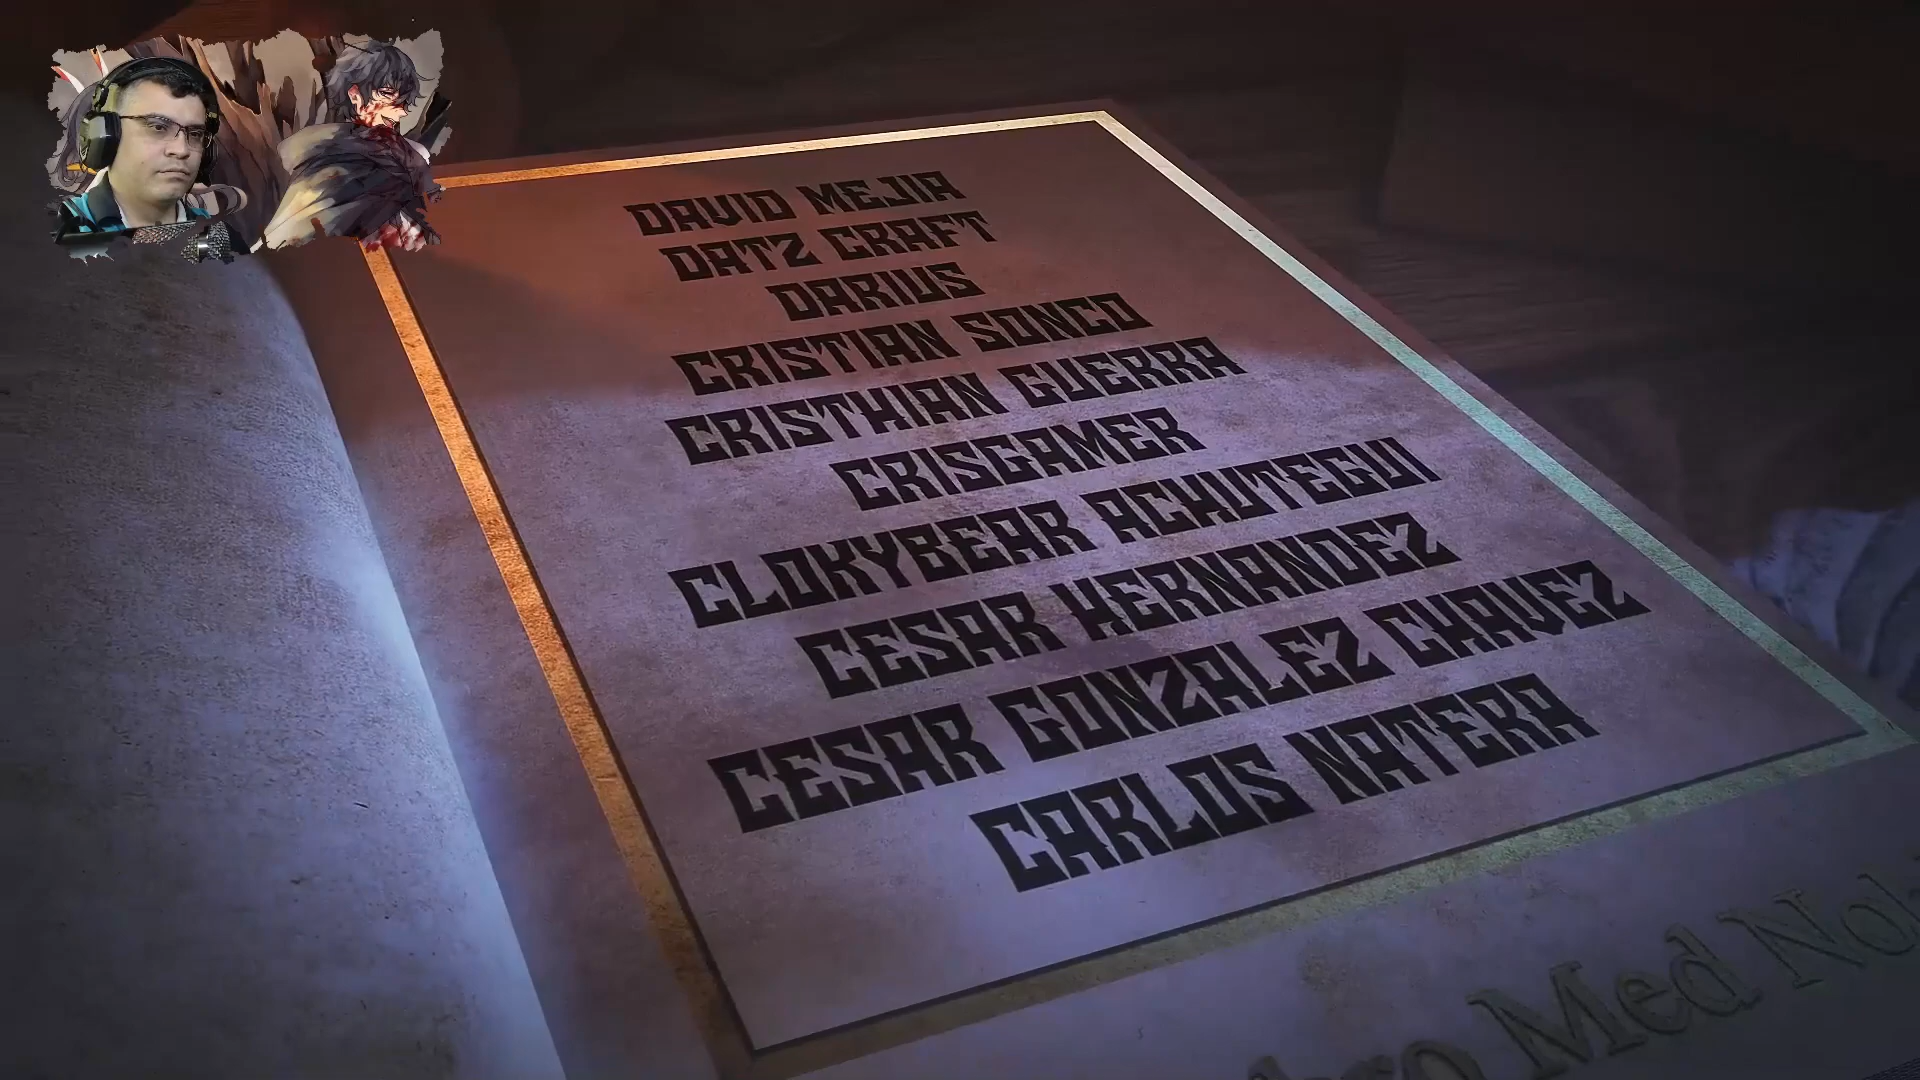 DAVID MEJIA
DATZ CRAFT
DARIUS
CRISTIAN SONCO
CRISTHIAN GUERRA
CRISGAMER
CLOKYBEAR ACHUTEGUI
CESAR HERNANDEZ
CESAR GONZALEZ CHAVEZ
CARLOS NATERA
Med